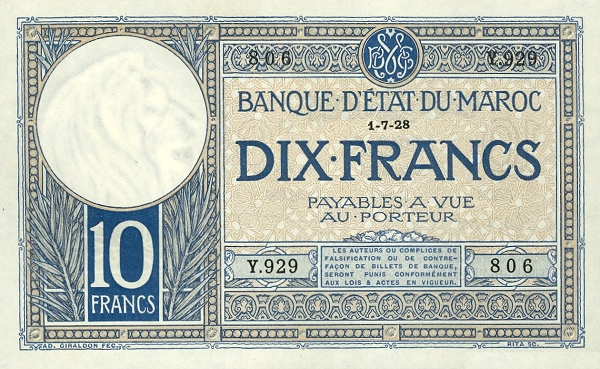 806
Y.929
BANQUE·D'ÉTAT·DU·MAROC
1-7-28
DIX·FRANCS
PAYABLES A VUE
AU·PORTEUR
10
FRANCS
Y.929
LES AUTEURS OU COMPLICES DE
FALSIFICATION OU DE CONTRE-
FAÇON DE BILLETS DE BANQUE,
SERONT PUNIS CONFORMÉMENT
AUX LOIS & ACTES EN VIGUEUR.
806
AD. GIRALDON FEC.
RITA SC.